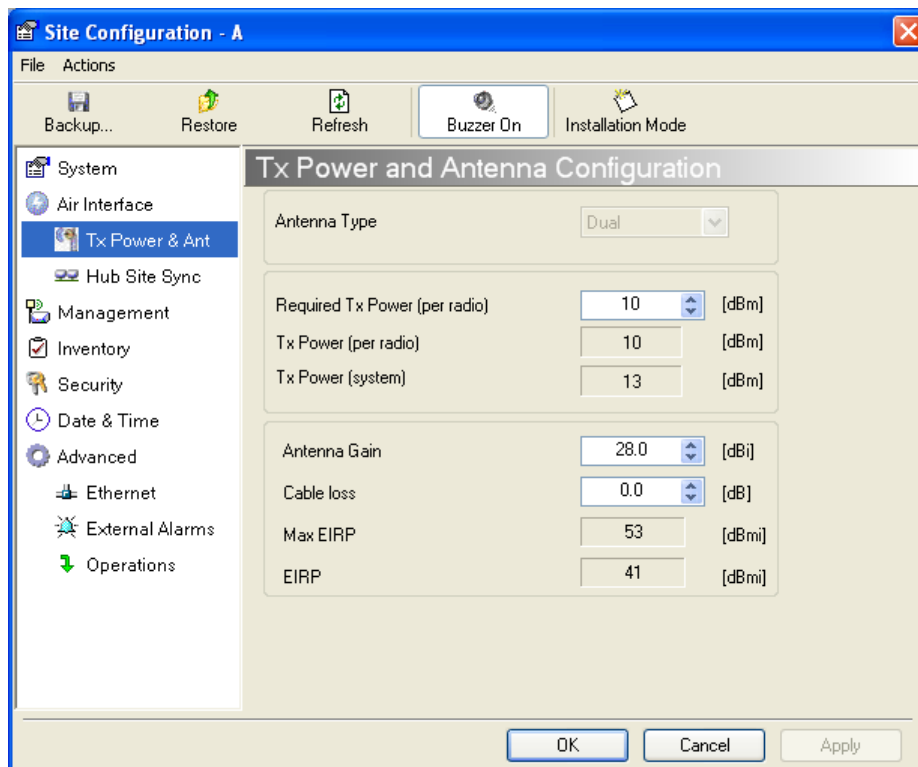 Site Configuration - A
File Actions
Backup... Restore Refresh Buzzer On Installation Mode
System
Air Interface
Tx Power & Ant
Hub Site Sync
Management
Inventory
Security
Date & Time
Advanced
Ethernet
External Alarms
Operations
Tx Power and Antenna Configuration
Antenna Type Dual
Required Tx Power (per radio) 10 [dBm]
Tx Power (per radio) 10 [dBm]
Tx Power (system) 13 [dBm]
Antenna Gain 28.0 [dBi]
Cable loss 0.0 [dB]
Max EIRP 53 [dBmi]
EIRP 41 [dBmi]
OK Cancel Apply